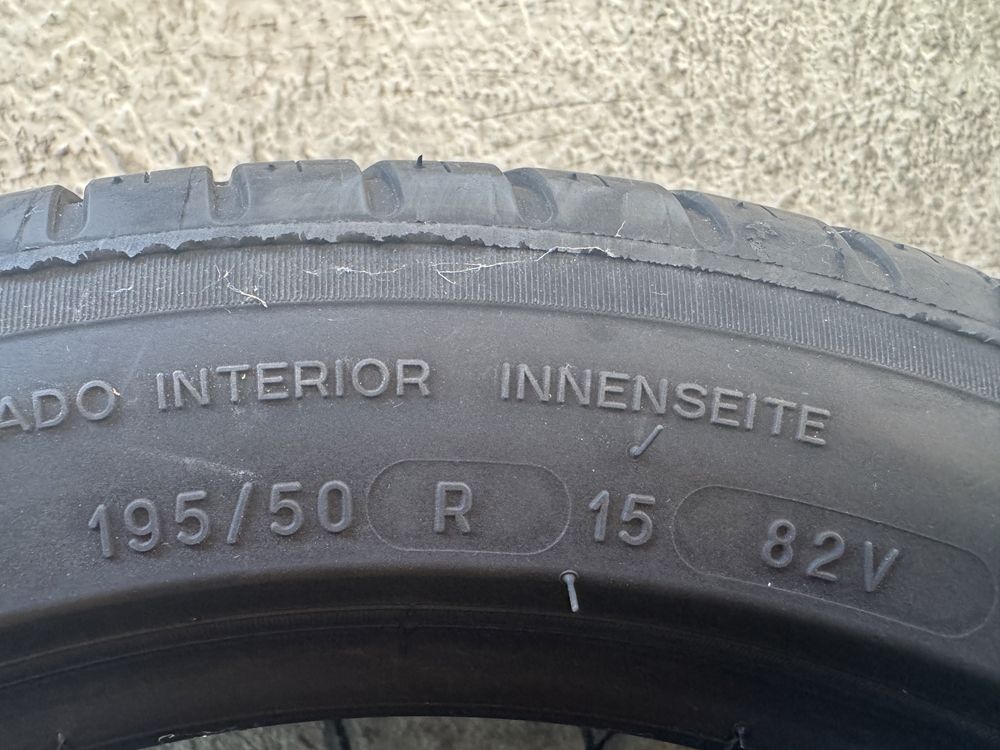 ADO INTERIOR INNENSEITE
195/50 R 15 82V